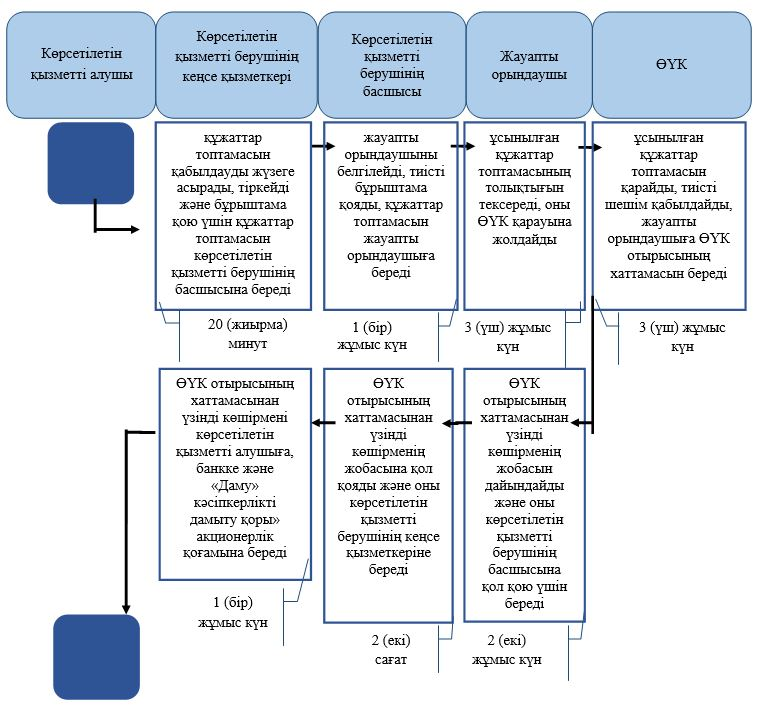 Көрсетілетін
қызметті алушы
Көрсетілетін
қызметті берушінің
кеңсе қызметкері
Көрсетілетін
қызметті
берушінің
басшысы
Жауапты
орындаушы
ӨҮК
құжаттар
топтамасын
қабылдауды жүзеге
асырады, тіркейді
және бұрыштама
қою үшін құжаттар
топтамасын
көрсетілетін
қызметті берушінің
басшысына береді
жауапты
орындаушыны
белгілейді, тиісті
бұрыштама
қояды, құжаттар
топтамасын
жауапты
орындаушыға
береді
ұсынылған
құжаттар
топтамасының
толықтығын
тексереді, оны
ӨҮК қарауына
жолдайды
ұсынылған
құжаттар
топтамасын
қарайды, тиісті
шешім қабылдайды,
жауапты
орындаушыға ӨҮК
отырысының
хаттамасын береді
20 (жиырма)
минут
1 (бір)
жұмыс күн
3 (үш) жұмыс
күн
3 (үш) жұмыс
күн
ӨҮК отырысының
хаттамасынан
үзінді көшірмені
көрсетілетін
қызметті алушыға,
банкке және
«Даму»
кәсіпкерлікті
дамыту қоры»
акционерлік
қоғамына береді
ӨҮК
отырысының
хаттамасынан
үзінді
көшірменің
жобасына қол
қояды және оны
көрсетілетін
қызметті
берушінің кеңсе
қызметкеріне
береді
ӨҮК
отырысының
хаттамасынан
үзінді
көшірменің
жобасын
дайындайды
және оны
көрсетілетін
қызметті
берушінің
басшысына
қол қою үшін
береді
1 (бір)
жұмыс күн
2 (екі)
сағат
2 (екі)
жұмыс күн